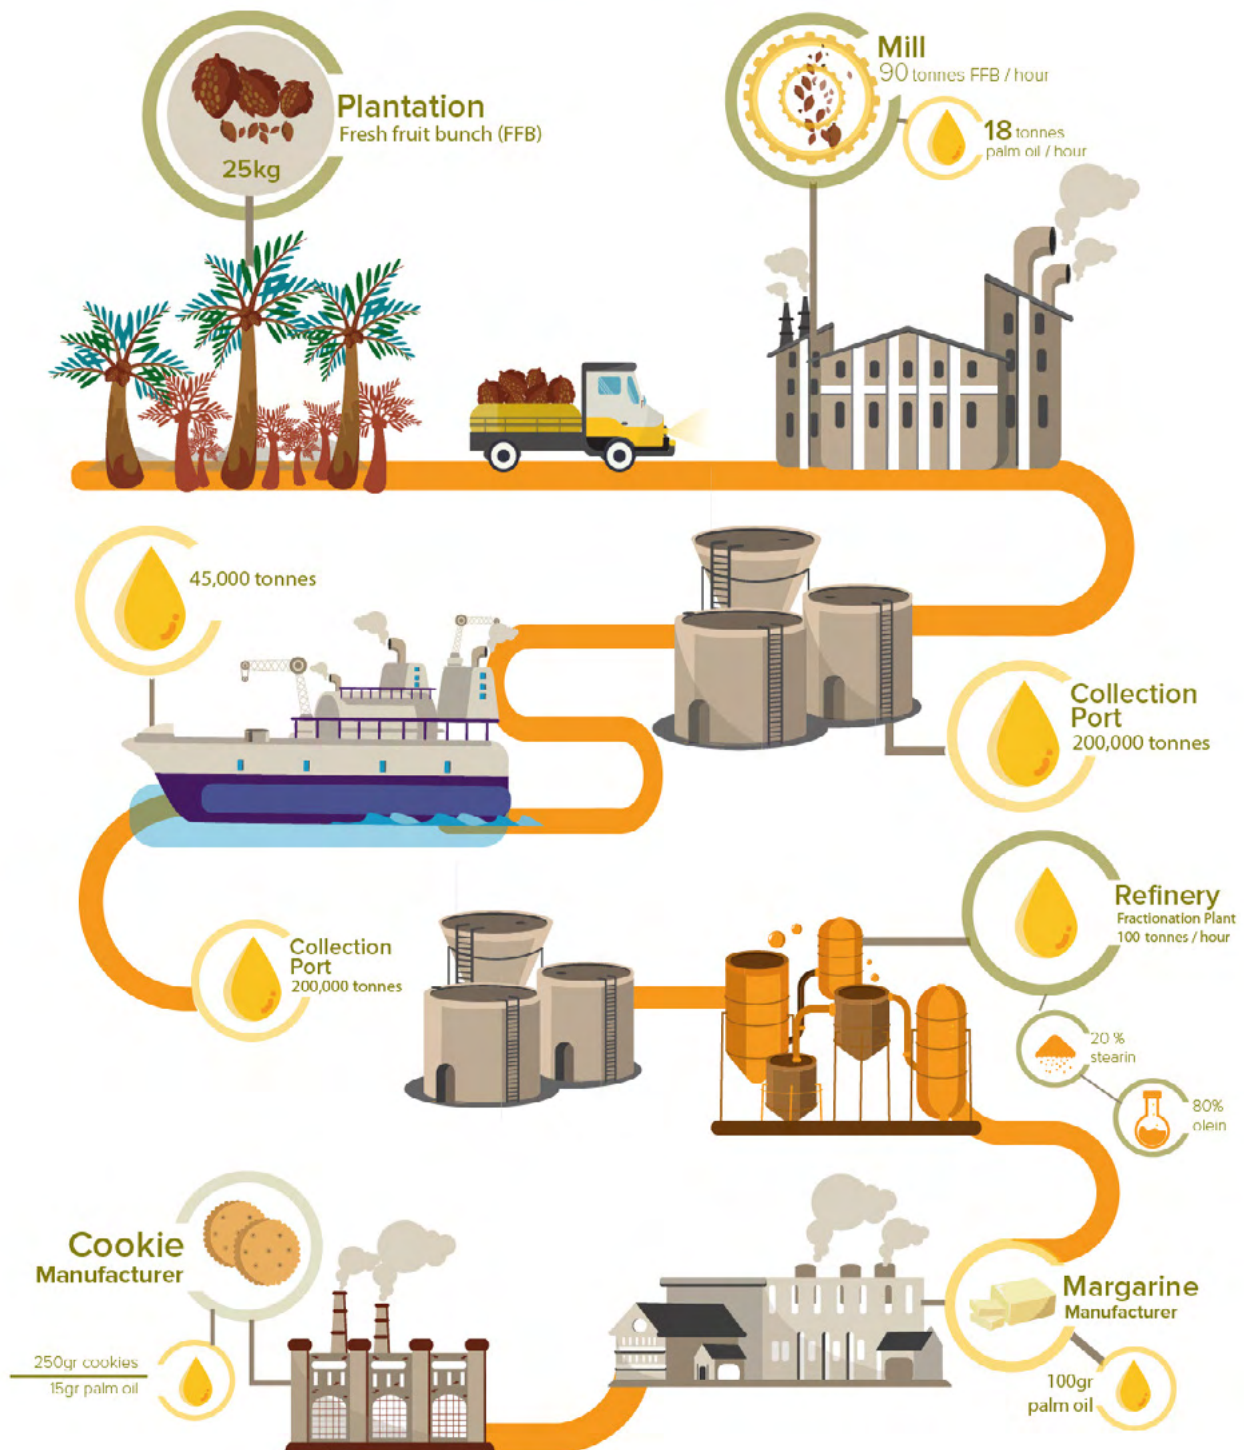 Plantation
Fresh fruit bunch (FFB)
25kg
Mill
90 tonnes FFB / hour
18 tonnes
palm oil / hour
45,000 tonnes
Collection
Port
200,000 tonnes
Collection
Port
200,000 tonnes
Refinery
Fractionation Plant
100 tonnes / hour
20 %
stearin
80%
olein
Cookie
Manufacturer
250gr cookies
15gr palm oil
Margarine
Manufacturer
100gr
palm oil